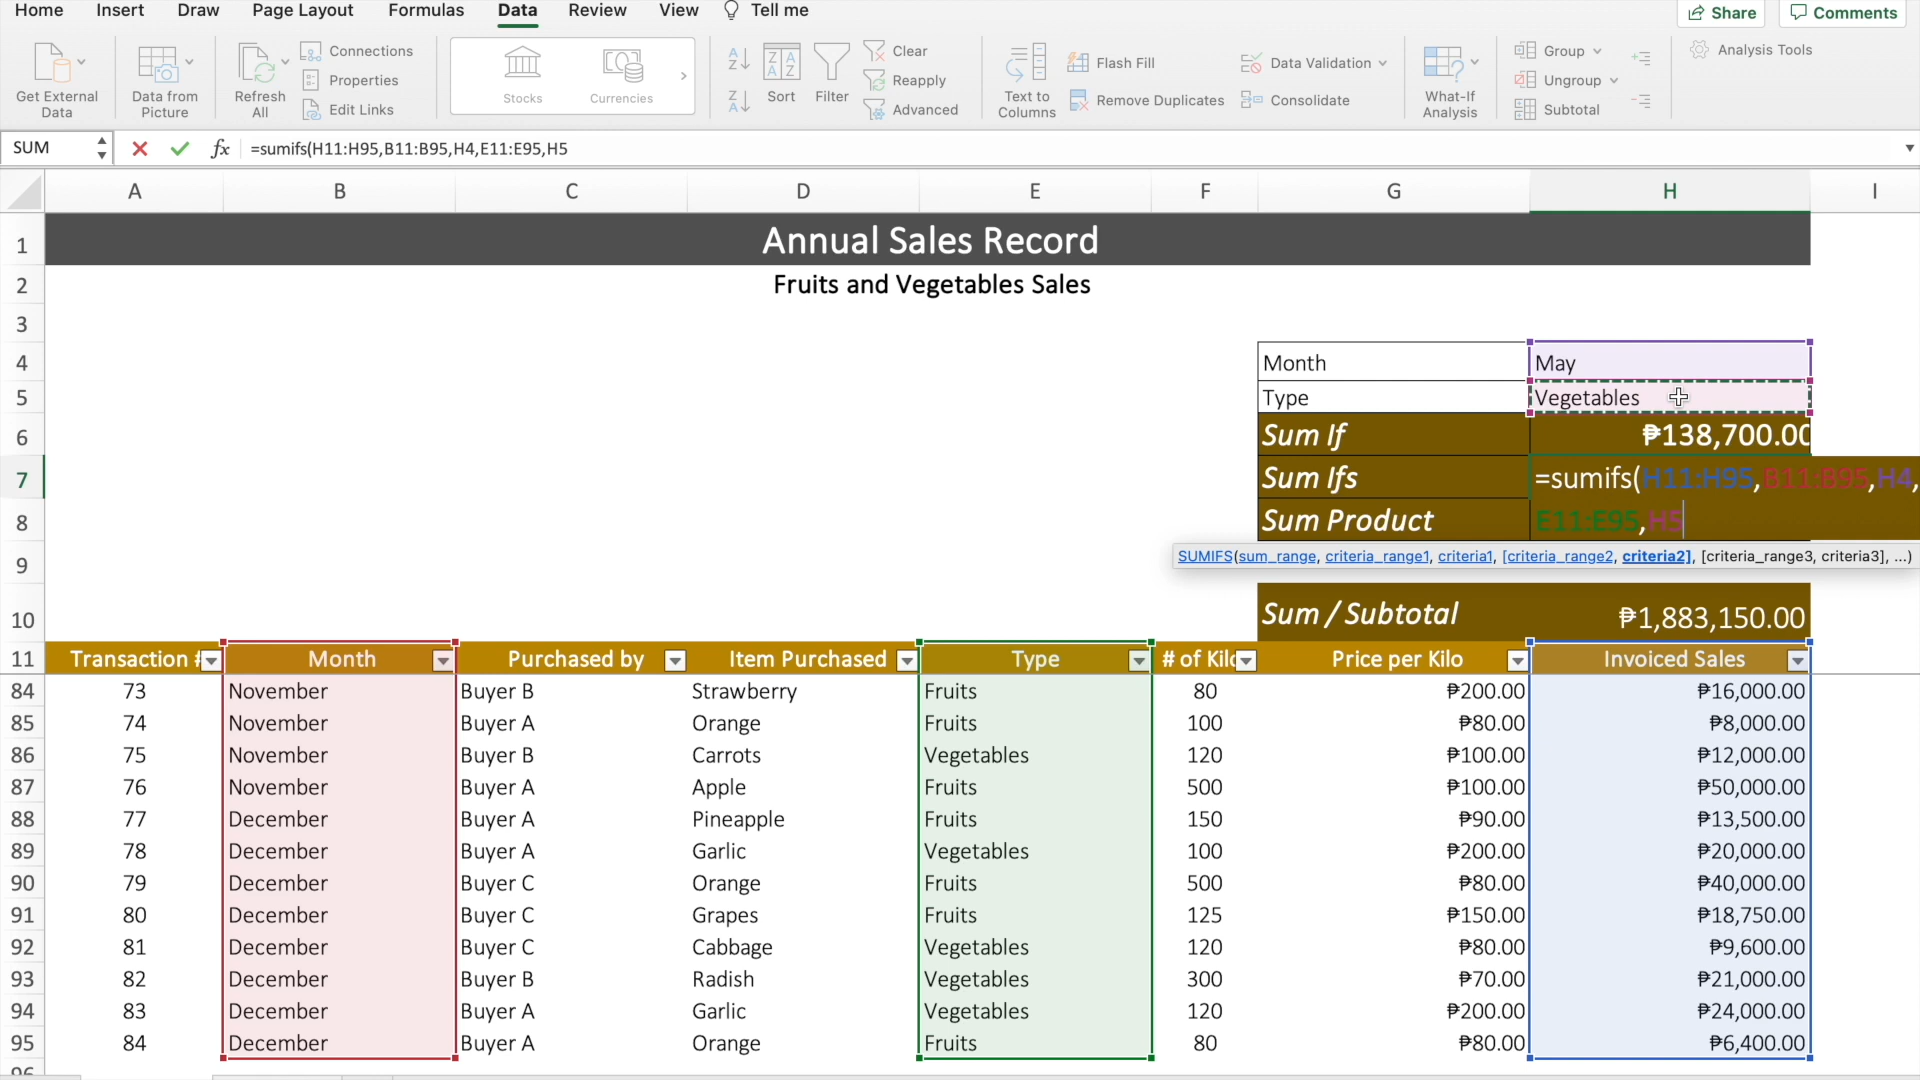 Home Insert Draw Page Layout Formulas Data Review View Tell me Share Comments
Get External Data
Data from Picture
Refresh All
Connections
Properties
Edit Links
Stocks Currencies
Sort
Filter
Clear
Reapply
Advanced
Text to Columns
Flash Fill
Remove Duplicates
Data Validation
Consolidate
What-If Analysis
Group
Ungroup
Subtotal
Analysis Tools
SUM fx =sumifs(H11:H95,B11:B95,H4,E11:E95,H5
A B C D E F G H I
1 Annual Sales Record
2 Fruits and Vegetables Sales
3
4 Month May
5 Type Vegetables
6 Sum If ₱138,700.00
7 Sum Ifs =sumifs(H11:H95,B11:B95,H4,
8 Sum Product E11:E95,H5
SUMIFS(sum_range, criteria_range1, criteria1, [criteria_range2, criteria2], [criteria_range3, criteria3], ...)
9
10 Sum / Subtotal ₱1,883,150.00
11 Transaction # Month Purchased by Item Purchased Type # of Kilo Price per Kilo Invoiced Sales
84 73 November Buyer B Strawberry Fruits 80 ₱200.00 ₱16,000.00
85 74 November Buyer A Orange Fruits 100 ₱80.00 ₱8,000.00
86 75 November Buyer B Carrots Vegetables 120 ₱100.00 ₱12,000.00
87 76 November Buyer A Apple Fruits 500 ₱100.00 ₱50,000.00
88 77 December Buyer A Pineapple Fruits 150 ₱90.00 ₱13,500.00
89 78 December Buyer A Garlic Vegetables 100 ₱200.00 ₱20,000.00
90 79 December Buyer C Orange Fruits 500 ₱80.00 ₱40,000.00
91 80 December Buyer C Grapes Fruits 125 ₱150.00 ₱18,750.00
92 81 December Buyer C Cabbage Vegetables 120 ₱80.00 ₱9,600.00
93 82 December Buyer B Radish Vegetables 300 ₱70.00 ₱21,000.00
94 83 December Buyer A Garlic Vegetables 120 ₱200.00 ₱24,000.00
95 84 December Buyer A Orange Fruits 80 ₱80.00 ₱6,400.00
96